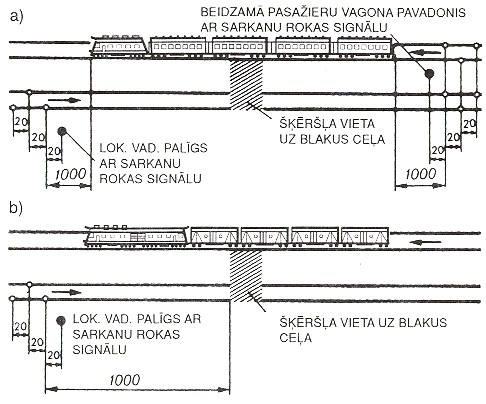 a)
BEIDZAMĀ PASAŽIERU VAGONA PAVADONIS
AR SARKANU ROKAS SIGNĀLU
20
20
20
LOK. VAD. PALĪGS
AR SARKANU
ROKAS SIGNĀLU
1000
ŠĶĒRŠĻA VIETA
UZ BLAKUS CEĻA
20
20
20
1000
b)
20
20
20
LOK. VAD. PALĪGS AR
SARKANU ROKAS
SIGNĀLU
ŠĶĒRŠĻA VIETA UZ BLAKUS
CEĻA
1000